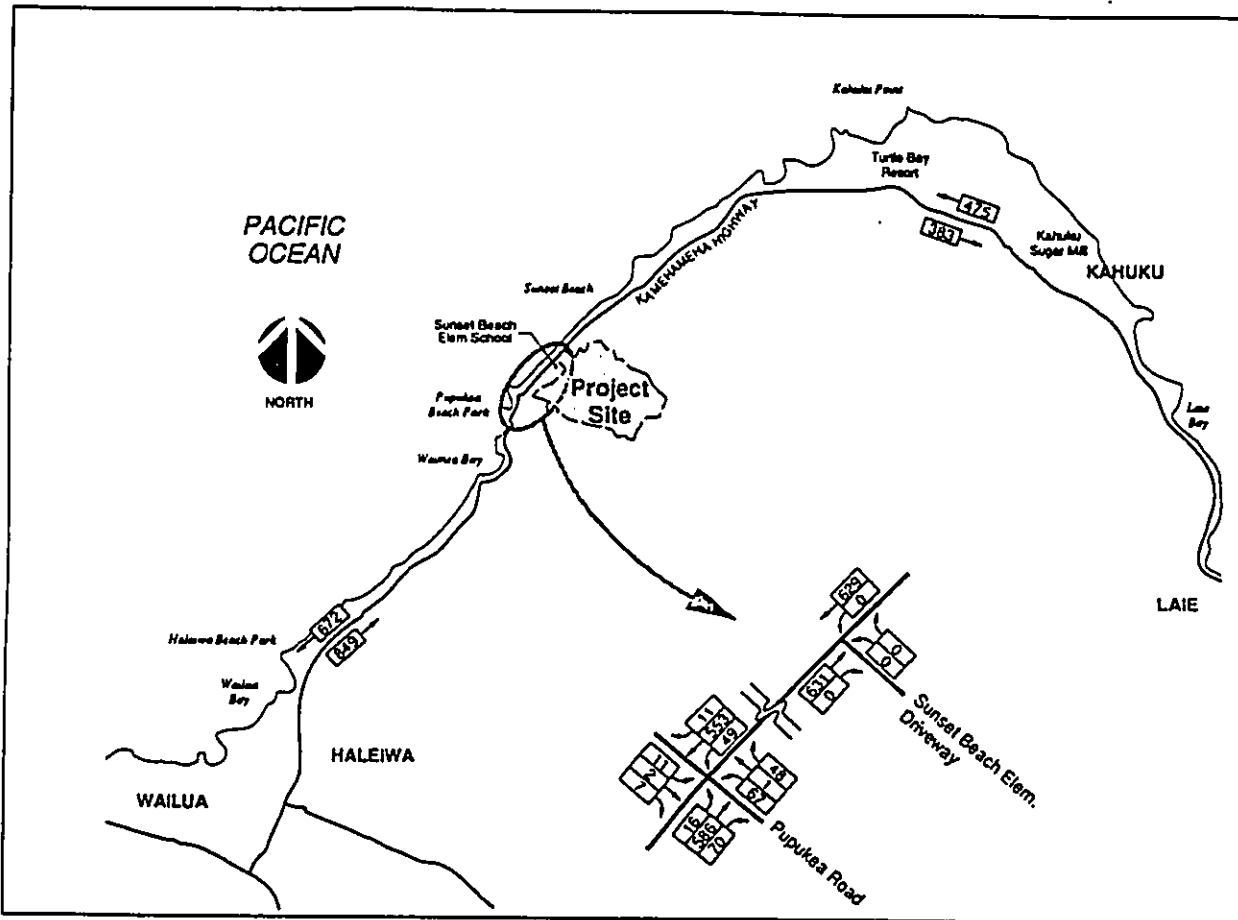 Kahuku Point
Turtle Bay
Resort
PACIFIC
OCEAN
475
383
Kahuku
Sugar Mill
KAHUKU
KAMEHAMEHA HIGHWAY
Sunset Beach
Sunset Beach
Elem School
NORTH
Project
Site
Pupukea
Beach Park
Laie
Bay
Waimea Bay
LAIE
672
849
Haleiwa Beach Park
629
0
0
0
631
0
Sunset Beach Elem.
Driveway
Waialua
Bay
11
553
49
HALEIWA
11
2
7
48
1
67
WAILUA
16
586
70
Pupukea Road